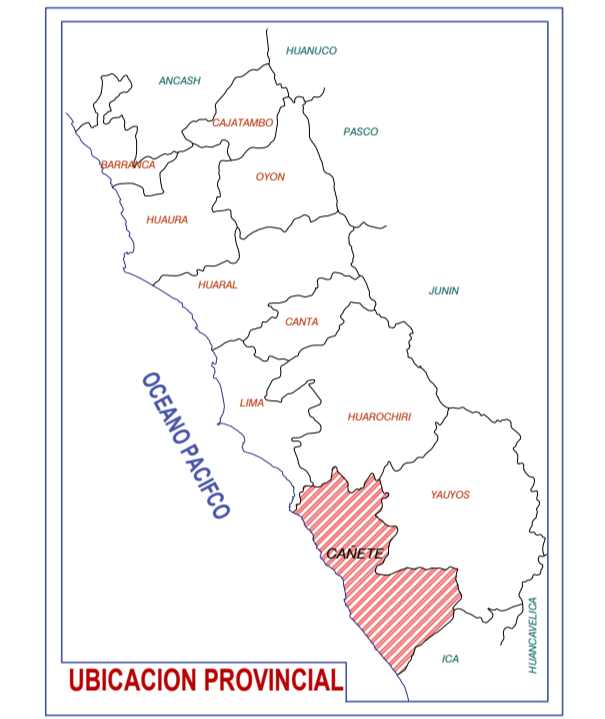 HUANUCO
ANCASH
CAJATAMBO
PASCO
BARRANCA
OYON
HUAURA
HUARAL
JUNIN
CANTA
LIMA
HUAROCHIRI
OCEANO PACIFCO
YAUYOS
CAÑETE
HUANCAVELICA
ICA
UBICACION PROVINCIAL